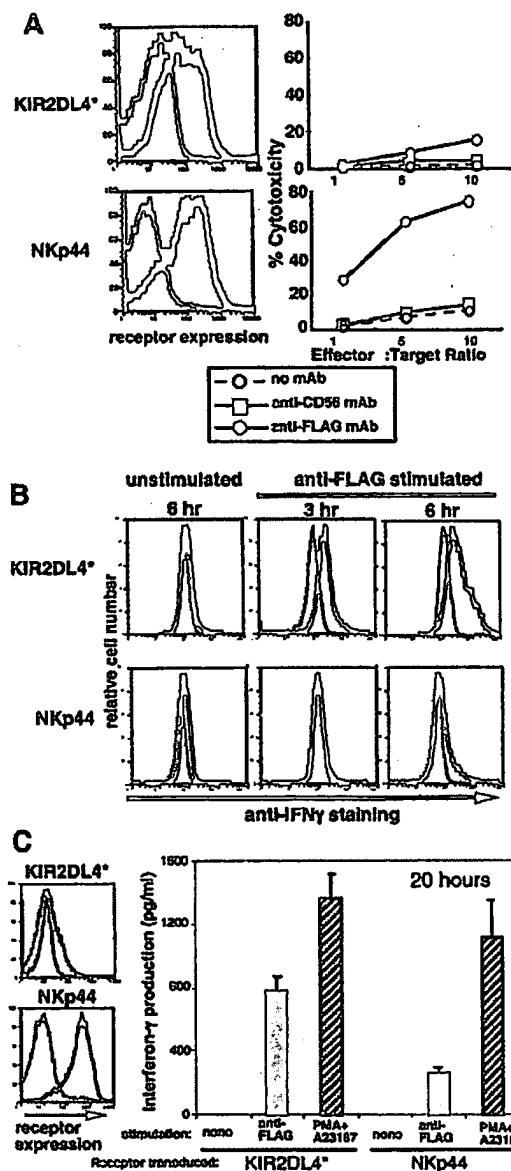 A
KIR2DL4*
NKp44
receptor expression
% Cytotoxicity
80
60
40
20
0
1
5
10
80
60
40
20
0
1
5
10
Effector :Target Ratio
no mAb
anti-CD56 mAb
anti-FLAG mAb
B
unstimulated
anti-FLAG stimulated
6 hr
3 hr
6 hr
KIR2DL4*
NKp44
relative cell number
anti-IFNγ staining
C
KIR2DL4*
NKp44
receptor expression
Interferon-γ production (pg/ml)
1600
1200
800
400
0
20 hours
stimulation:
none
anti-FLAG
PMA+ A23187
none
anti-FLAG
PMA+ A23187
Receptor transduced:
KIR2DL4*
NKp44